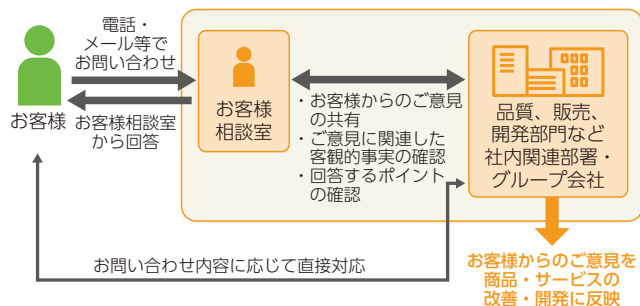 電話・
メール等で
お問い合わせ
お客様
お客様相談室
から回答
お客様
相談室
・お客様からのご意見
の共有
・ご意見に関連した
客観的事実の確認
・回答するポイント
の確認
品質、販売、
開発部門など
社内関連部署・
グループ会社
お問い合わせ内容に応じて直接対応
お客様からのご意見を
商品・サービスの
改善・開発に反映